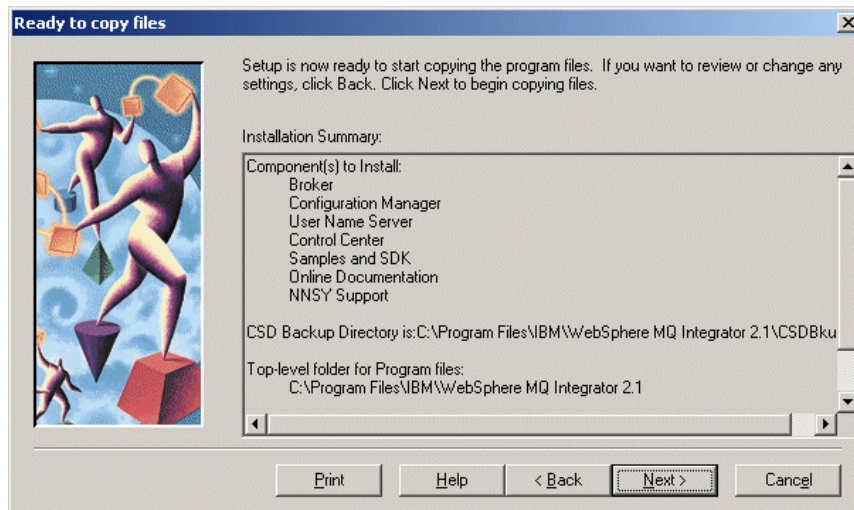 Ready to copy files
Setup is now ready to start copying the program files. If you want to review or change any
settings, click Back. Click Next to begin copying files.
Installation Summary:
Component(s) to Install:
Broker
Configuration Manager
User Name Server
Control Center
Samples and SDK
Online Documentation
NNSY Support
CSD Backup Directory is:C:\Program Files\IBM\WebSphere MQ Integrator 2.1\CSDBku
Top-level folder for Program files:
C:\Program Files\IBM\WebSphere MQ Integrator 2.1
Print Help < Back Next > Cancel